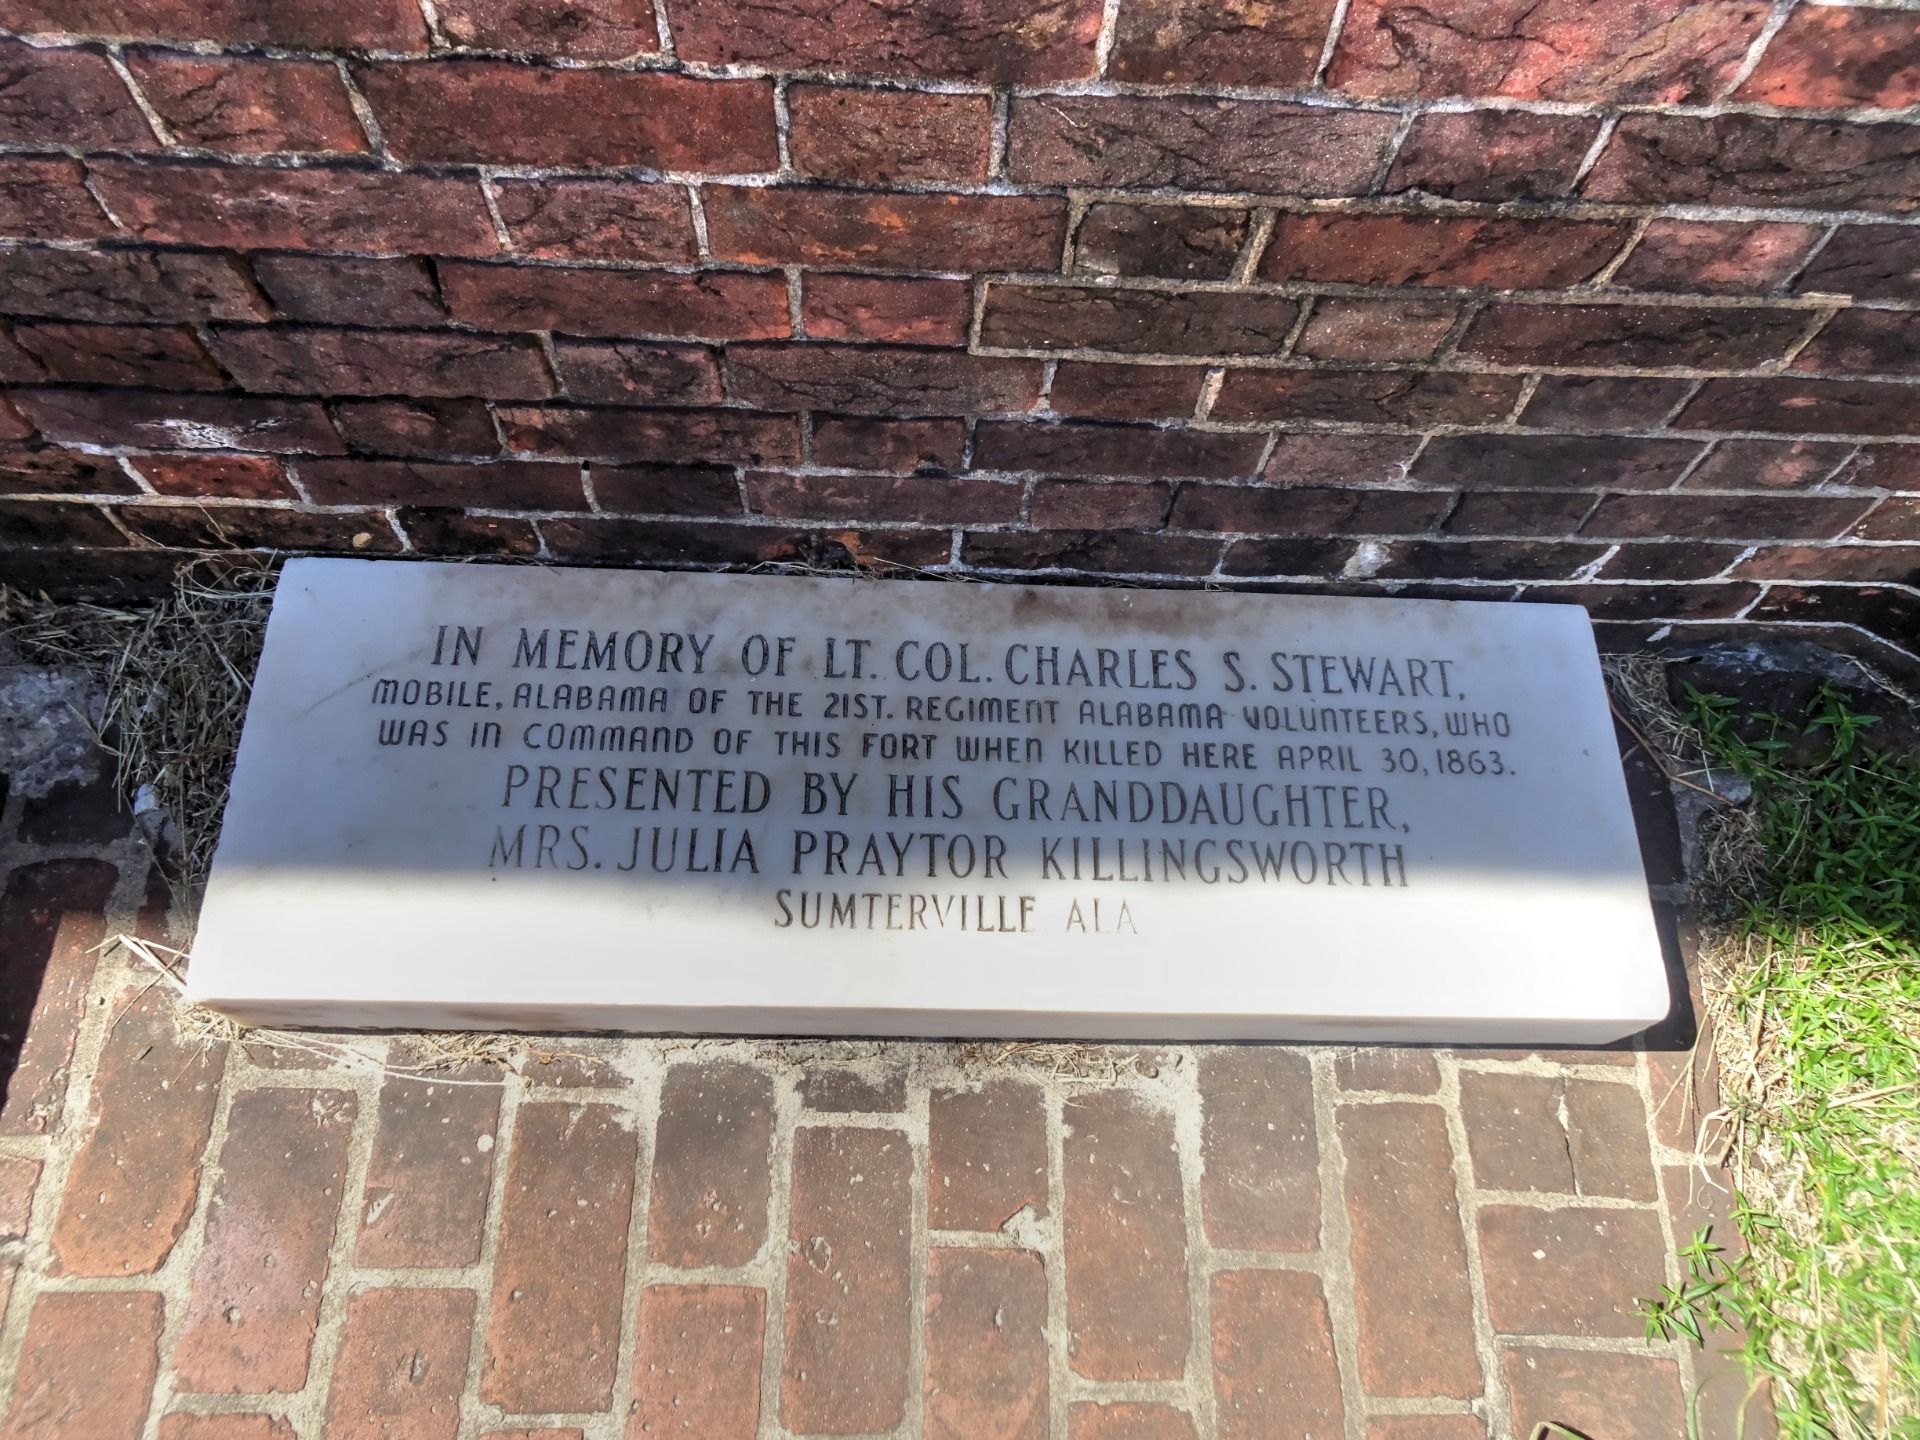 IN MEMORY OF LT. COL. CHARLES S. STEWART,
MOBILE, ALABAMA OF THE 21ST. REGIMENT ALABAMA VOLUNTEERS, WHO
WAS IN COMMAND OF THIS FORT WHEN KILLED HERE APRIL 30, 1863.
PRESENTED BY HIS GRANDDAUGHTER,
MRS. JULIA PRAYTOR KILLINGSWORTH
SUMTERVILLE ALA